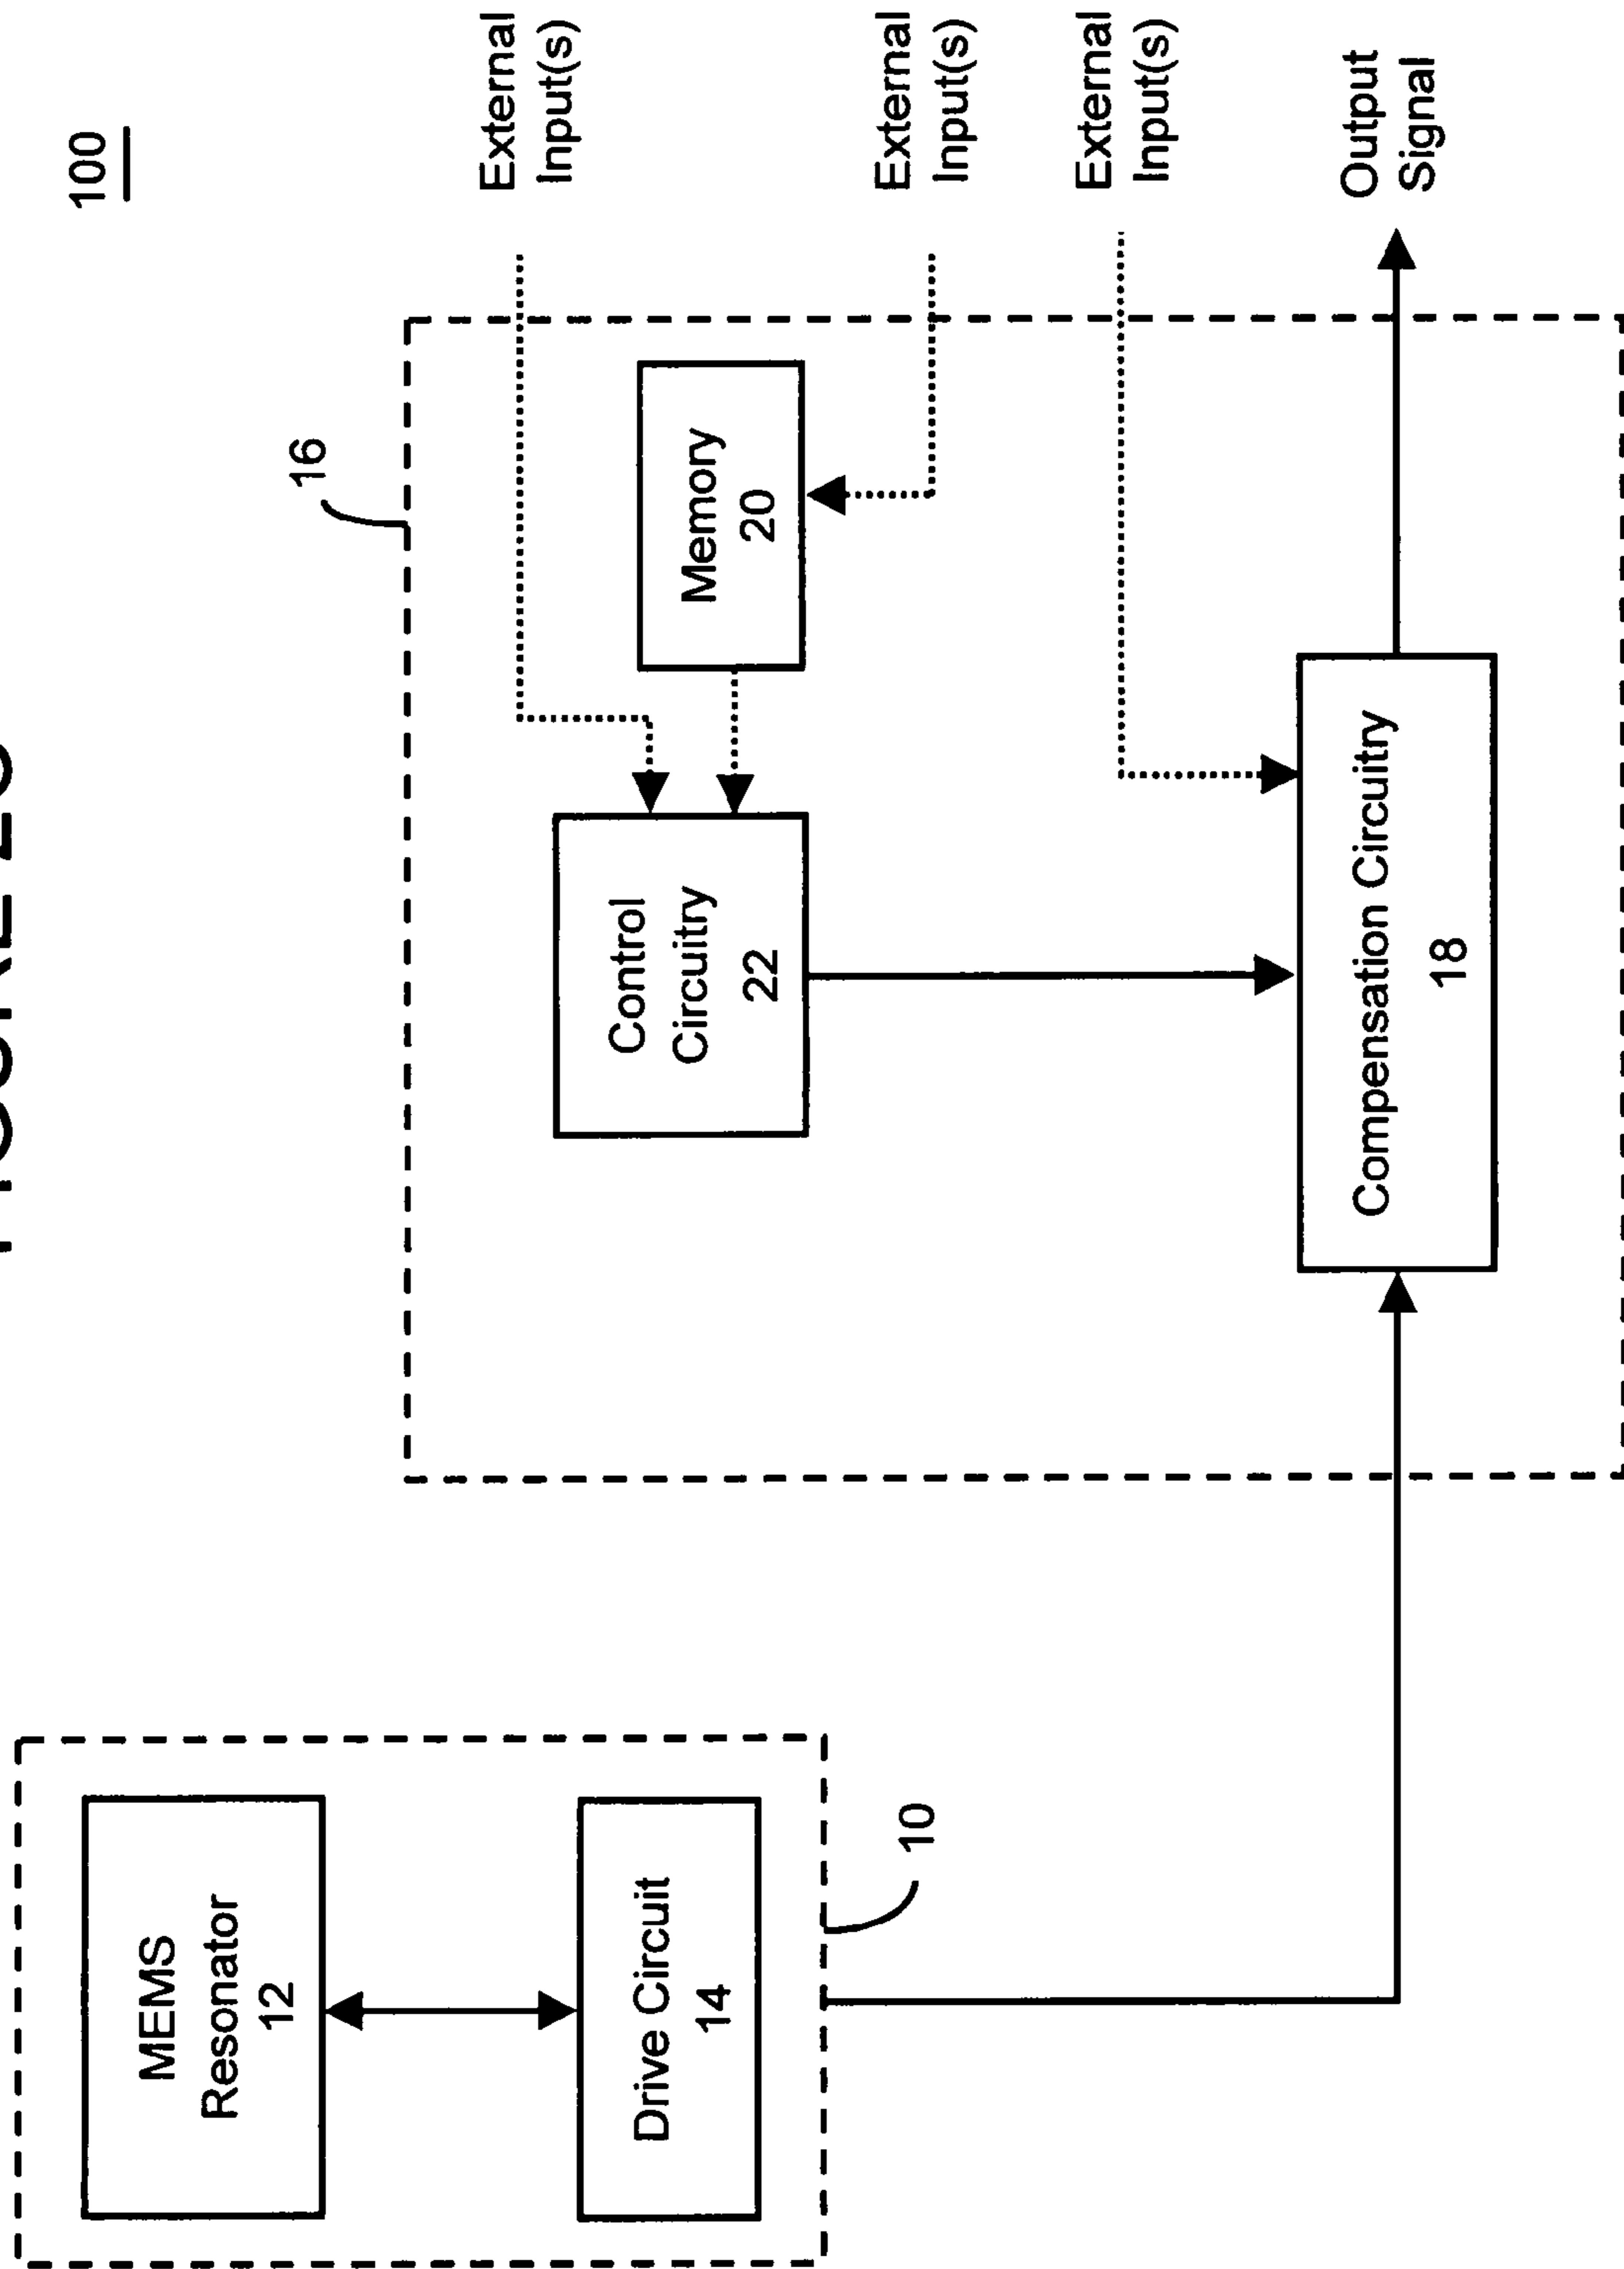 FIGURE
100
MEMS
Resonator
12
Drive Circuit
14
10
16
Control
Circuitry
22
Memory
20
Compensation Circuitry
18
External
Input(s)
External
Input(s)
External
Input(s)
Output
Signal